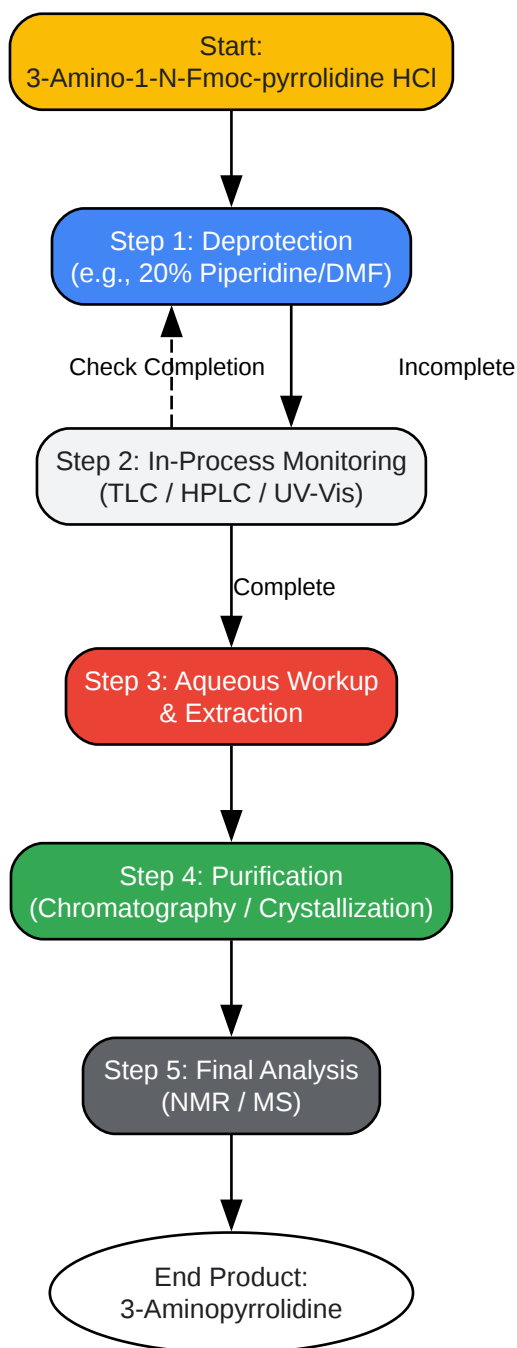 Start:
3-Amino-1-N-Fmoc-pyrrolidine HCl
Step 1: Deprotection
(e.g., 20% Piperidine/DMF)
Check Completion
Incomplete
Step 2: In-Process Monitoring
(TLC / HPLC / UV-Vis)
Complete
Step 3: Aqueous Workup
& Extraction
Step 4: Purification
(Chromatography / Crystallization)
Step 5: Final Analysis
(NMR / MS)
End Product:
3-Aminopyrrolidine